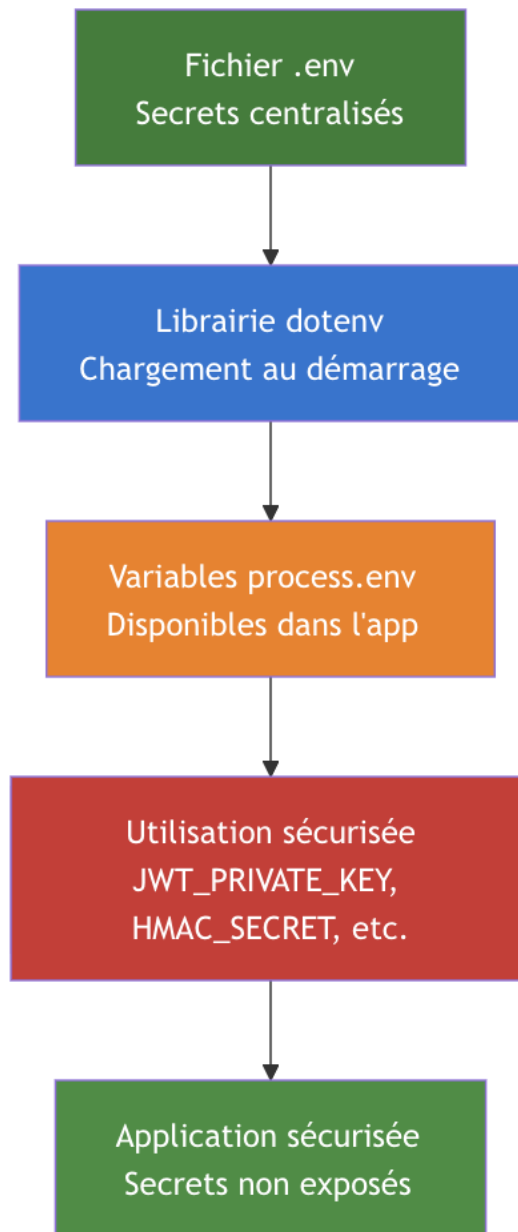 Fichier .env
Secrets centralisés
Librairie dotenv
Chargement au démarrage
Variables process.env
Disponibles dans l'app
Utilisation sécurisée
JWT_PRIVATE_KEY,
HMAC_SECRET, etc.
Application sécurisée
Secrets non exposés